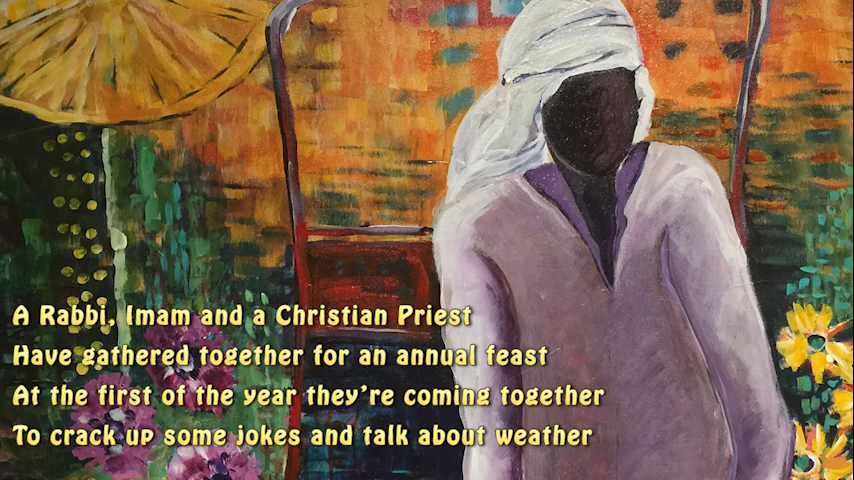 A Rabbi, Imam and a Christian Priest
Have gathered together for an annual feast
At the first of the year they're coming together
To crack up some jokes and talk about weather